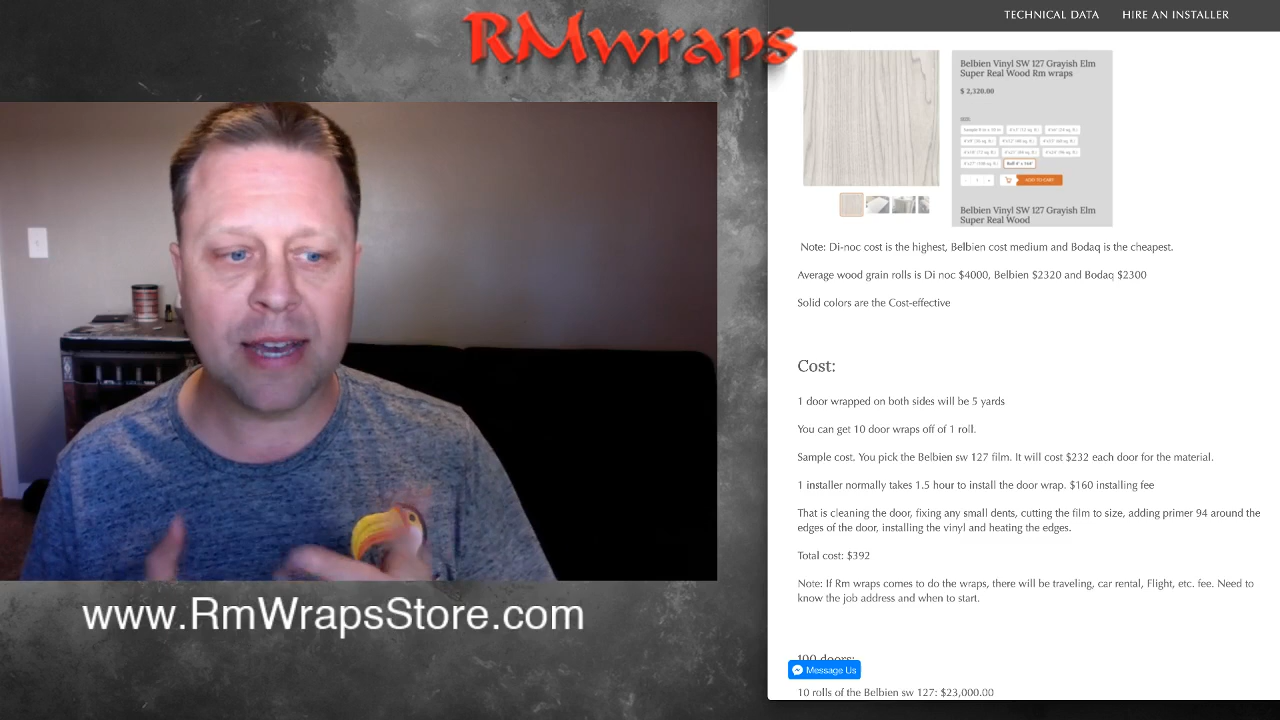 RMwraps
TECHNICAL DATA HIRE AN INSTALLER
Belbien Vinyl SW 127 Grayish Elm
Super Real Wood Rm wraps
$ 2,320.00
SIZE
Roll 4' x 164'
1
ADD TO CART
Belbien Vinyl SW 127 Grayish Elm
Super Real Wood
Note: Di-noc cost is the highest, Belbien cost medium and Bodaq is the cheapest.
Average wood grain rolls is Di noc $4000, Belbien $2320 and Bodaq $2300
Solid colors are the Cost-effective
Cost:
1 door wrapped on both sides will be 5 yards
You can get 10 door wraps off of 1 roll.
Sample cost. You pick the Belbien sw 127 film. It will cost $232 each door for the material.
1 installer normally takes 1.5 hour to install the door wrap. $160 installing fee
That is cleaning the door, fixing any small dents, cutting the film to size, adding primer 94 around the
edges of the door, installing the vinyl and heating the edges.
Total cost: $392
Note: If Rm wraps comes to do the wraps, there will be traveling, car rental, Flight, etc. fee. Need to
know the job address and when to start.
100 doors:
Message Us
10 rolls of the Belbien sw 127: $23,000.00
www.RmWrapsStore.com